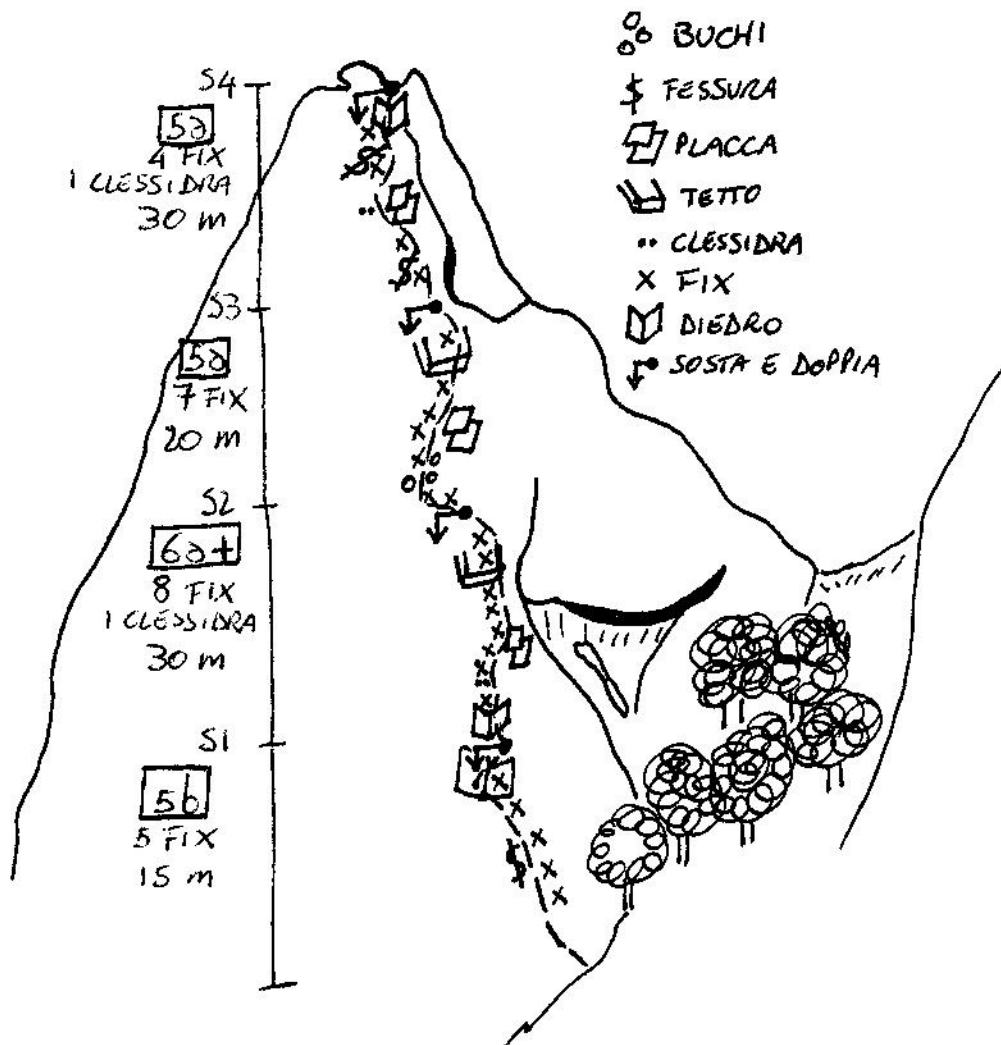 S4
5a
4 FIX
1 CLESSIDRA
30 m
S3
5a
7 FIX
20 m
S2
6a+
8 FIX
1 CLESSIDRA
30 m
S1
5b
5 FIX
15 m
BUCHI
FESSURA
PLACCA
TETTO
CLESSIDRA
FIX
DIEDRO
SOSTA E DOPPIA